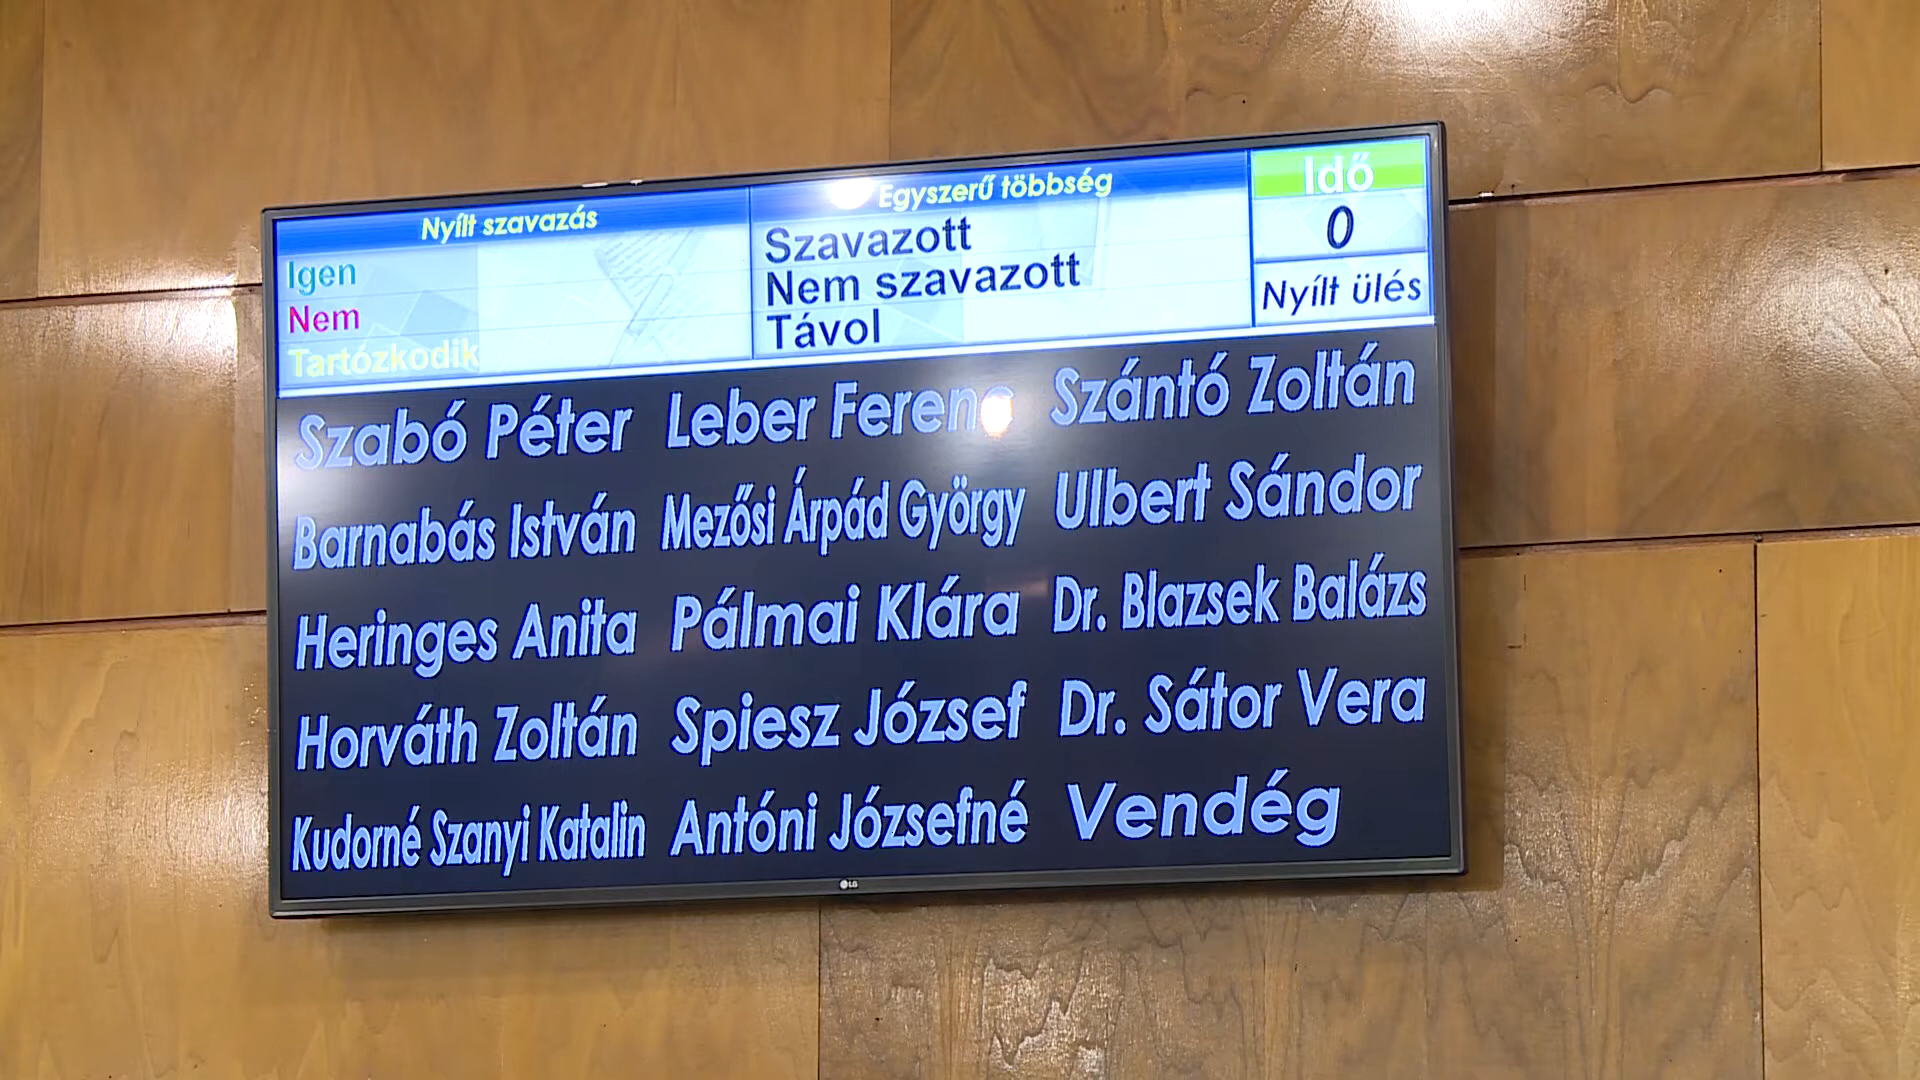 Nyílt szavazás
Igen
Nem
Tartózkodik
Egyszerű többség
Szavazott
Nem szavazott
Távol
Idő
0
Nyílt ülés
Szabó Péter Leber Ferenc Szántó Zoltán
Barnabás István Mezősi Árpád György Ulbert Sándor
Heringes Anita Pálmai Klára Dr. Blazsek Balázs
Horváth Zoltán Spiesz József Dr. Sátor Vera
Kudorné Szanyi Katalin Antóni Józsefné Vendég
LG